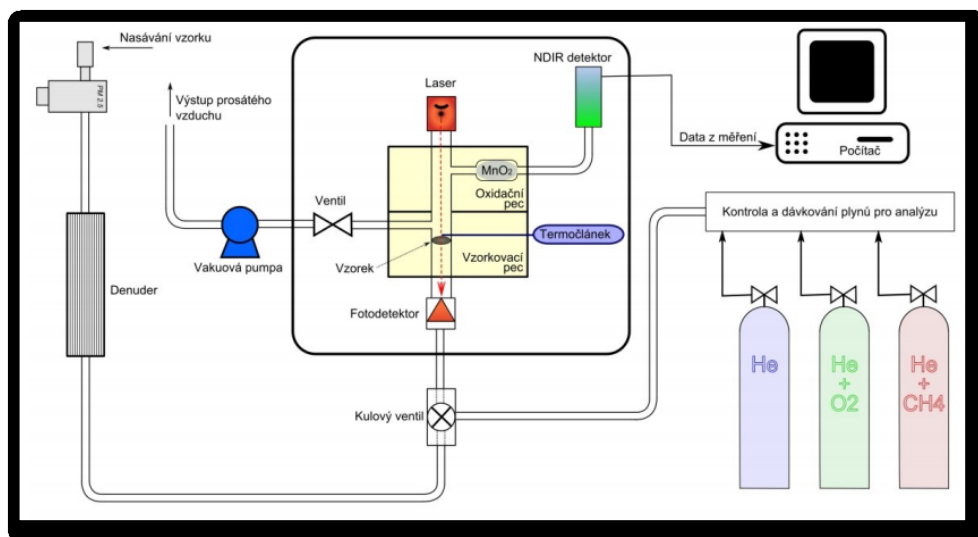 Nasávání vzorku
PM 2.5
Výstup prosátého
vzduchu
Laser
NDIR detektor
Data z měření
Počítač
MnO₂
Oxidační
pec
Ventil
Kontrola a dávkování plynů pro analýzu
Termočlánek
Vakuová pumpa
Vzorek
Vzorkovací
pec
Denuder
Fotodetektor
Kulový ventil
He
He
+
O2
He
+
CH4